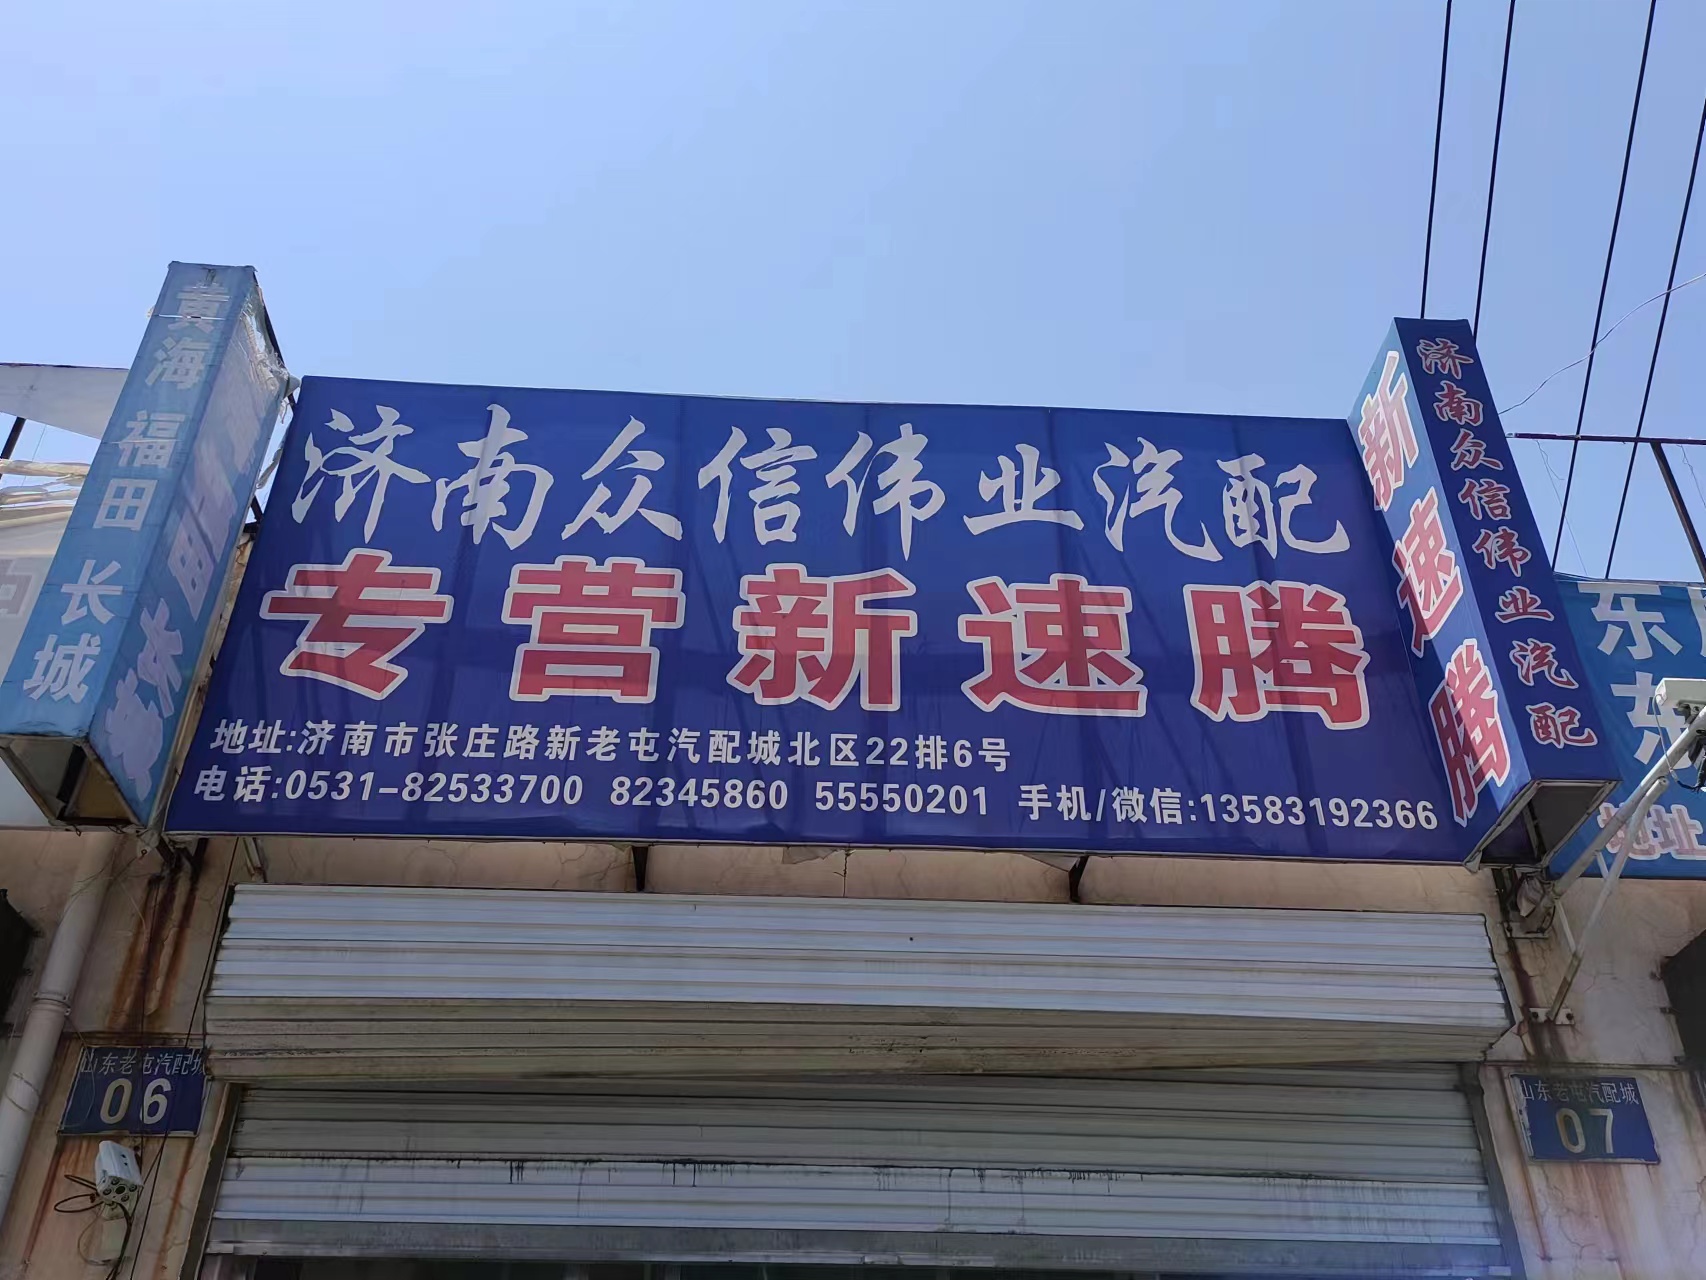 黄海 福田 长城
济南众信伟业汽配
专营新速腾
地址:济南市张庄路新老屯汽配城北区22排6号
电话:0531-82533700 82345860 55550201 手机/微信:13583192366
新速腾
济南众信伟业汽配
东
东
地址
山东老屯汽配城
06
山东老屯汽配城
07